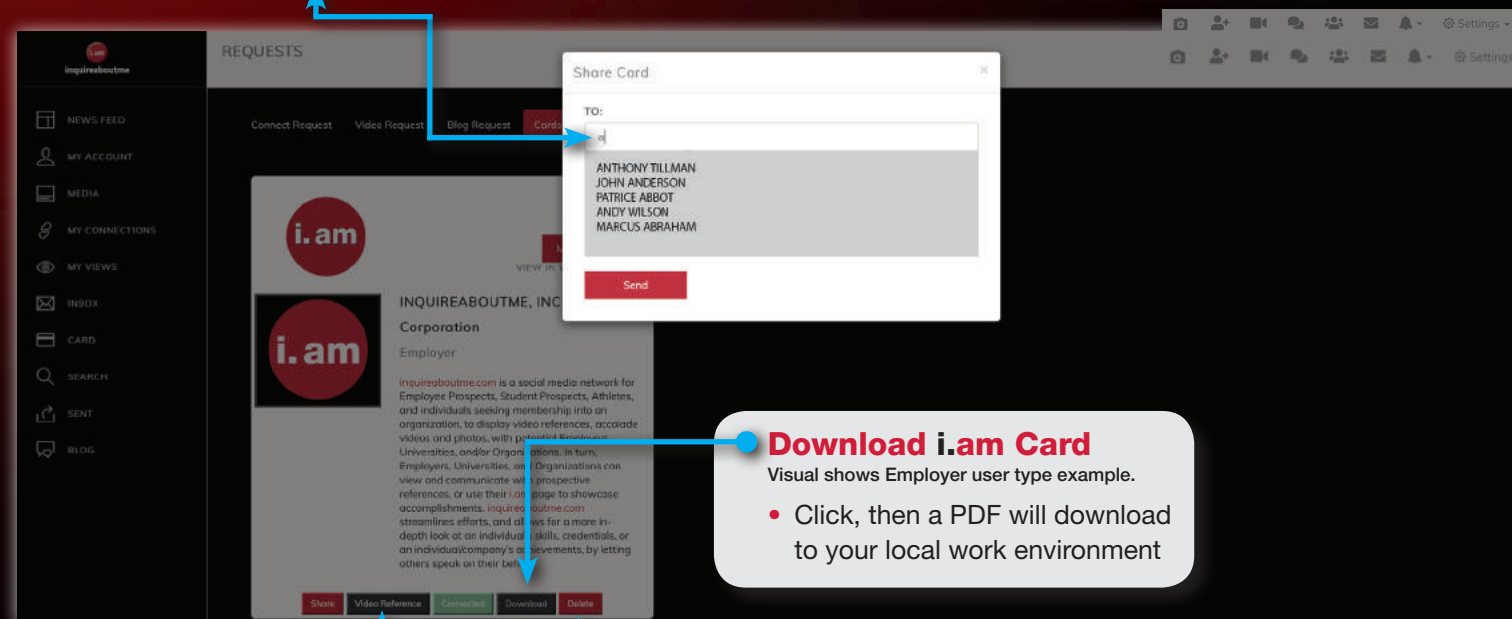 Settings
Settings
i.am
inquireaboutme
REQUESTS
NEWS FEED
MY ACCOUNT
MEDIA
MY CONNECTIONS
MY VIEWS
INBOX
CARD
SEARCH
SENT
BLOG
Connect Request Video Request Blog Request Cards
Share Card
×
TO:
a
ANTHONY TILLMAN
JOHN ANDERSON
PATRICE ABBOT
ANDY WILSON
MARCUS ABRAHAM
Send
i.am
VIEW IN
i.am
INQUIREABOUTME, INC
Corporation
Employer
inquireaboutme.com is a social media network for
Employee Prospects, Student Prospects, Athletes,
and individuals seeking membership into an
organization, to display video references, accolade
videos and photos, with potential Employers,
Universities, and/or Organizations. In turn,
Employers, Universities, and Organizations can
view and communicate with prospective
references, or use their i.am page to showcase
accomplishments. inquireaboutme.com
streamlines efforts, and allows for a more in-
depth look at an individual's skills, credentials, or
an individual/company's achievements, by letting
others speak on their behalf
Share Video Reference Connected Download Delete
Download i.am Card
Visual shows Employer user type example.
• Click, then a PDF will download
to your local work environment